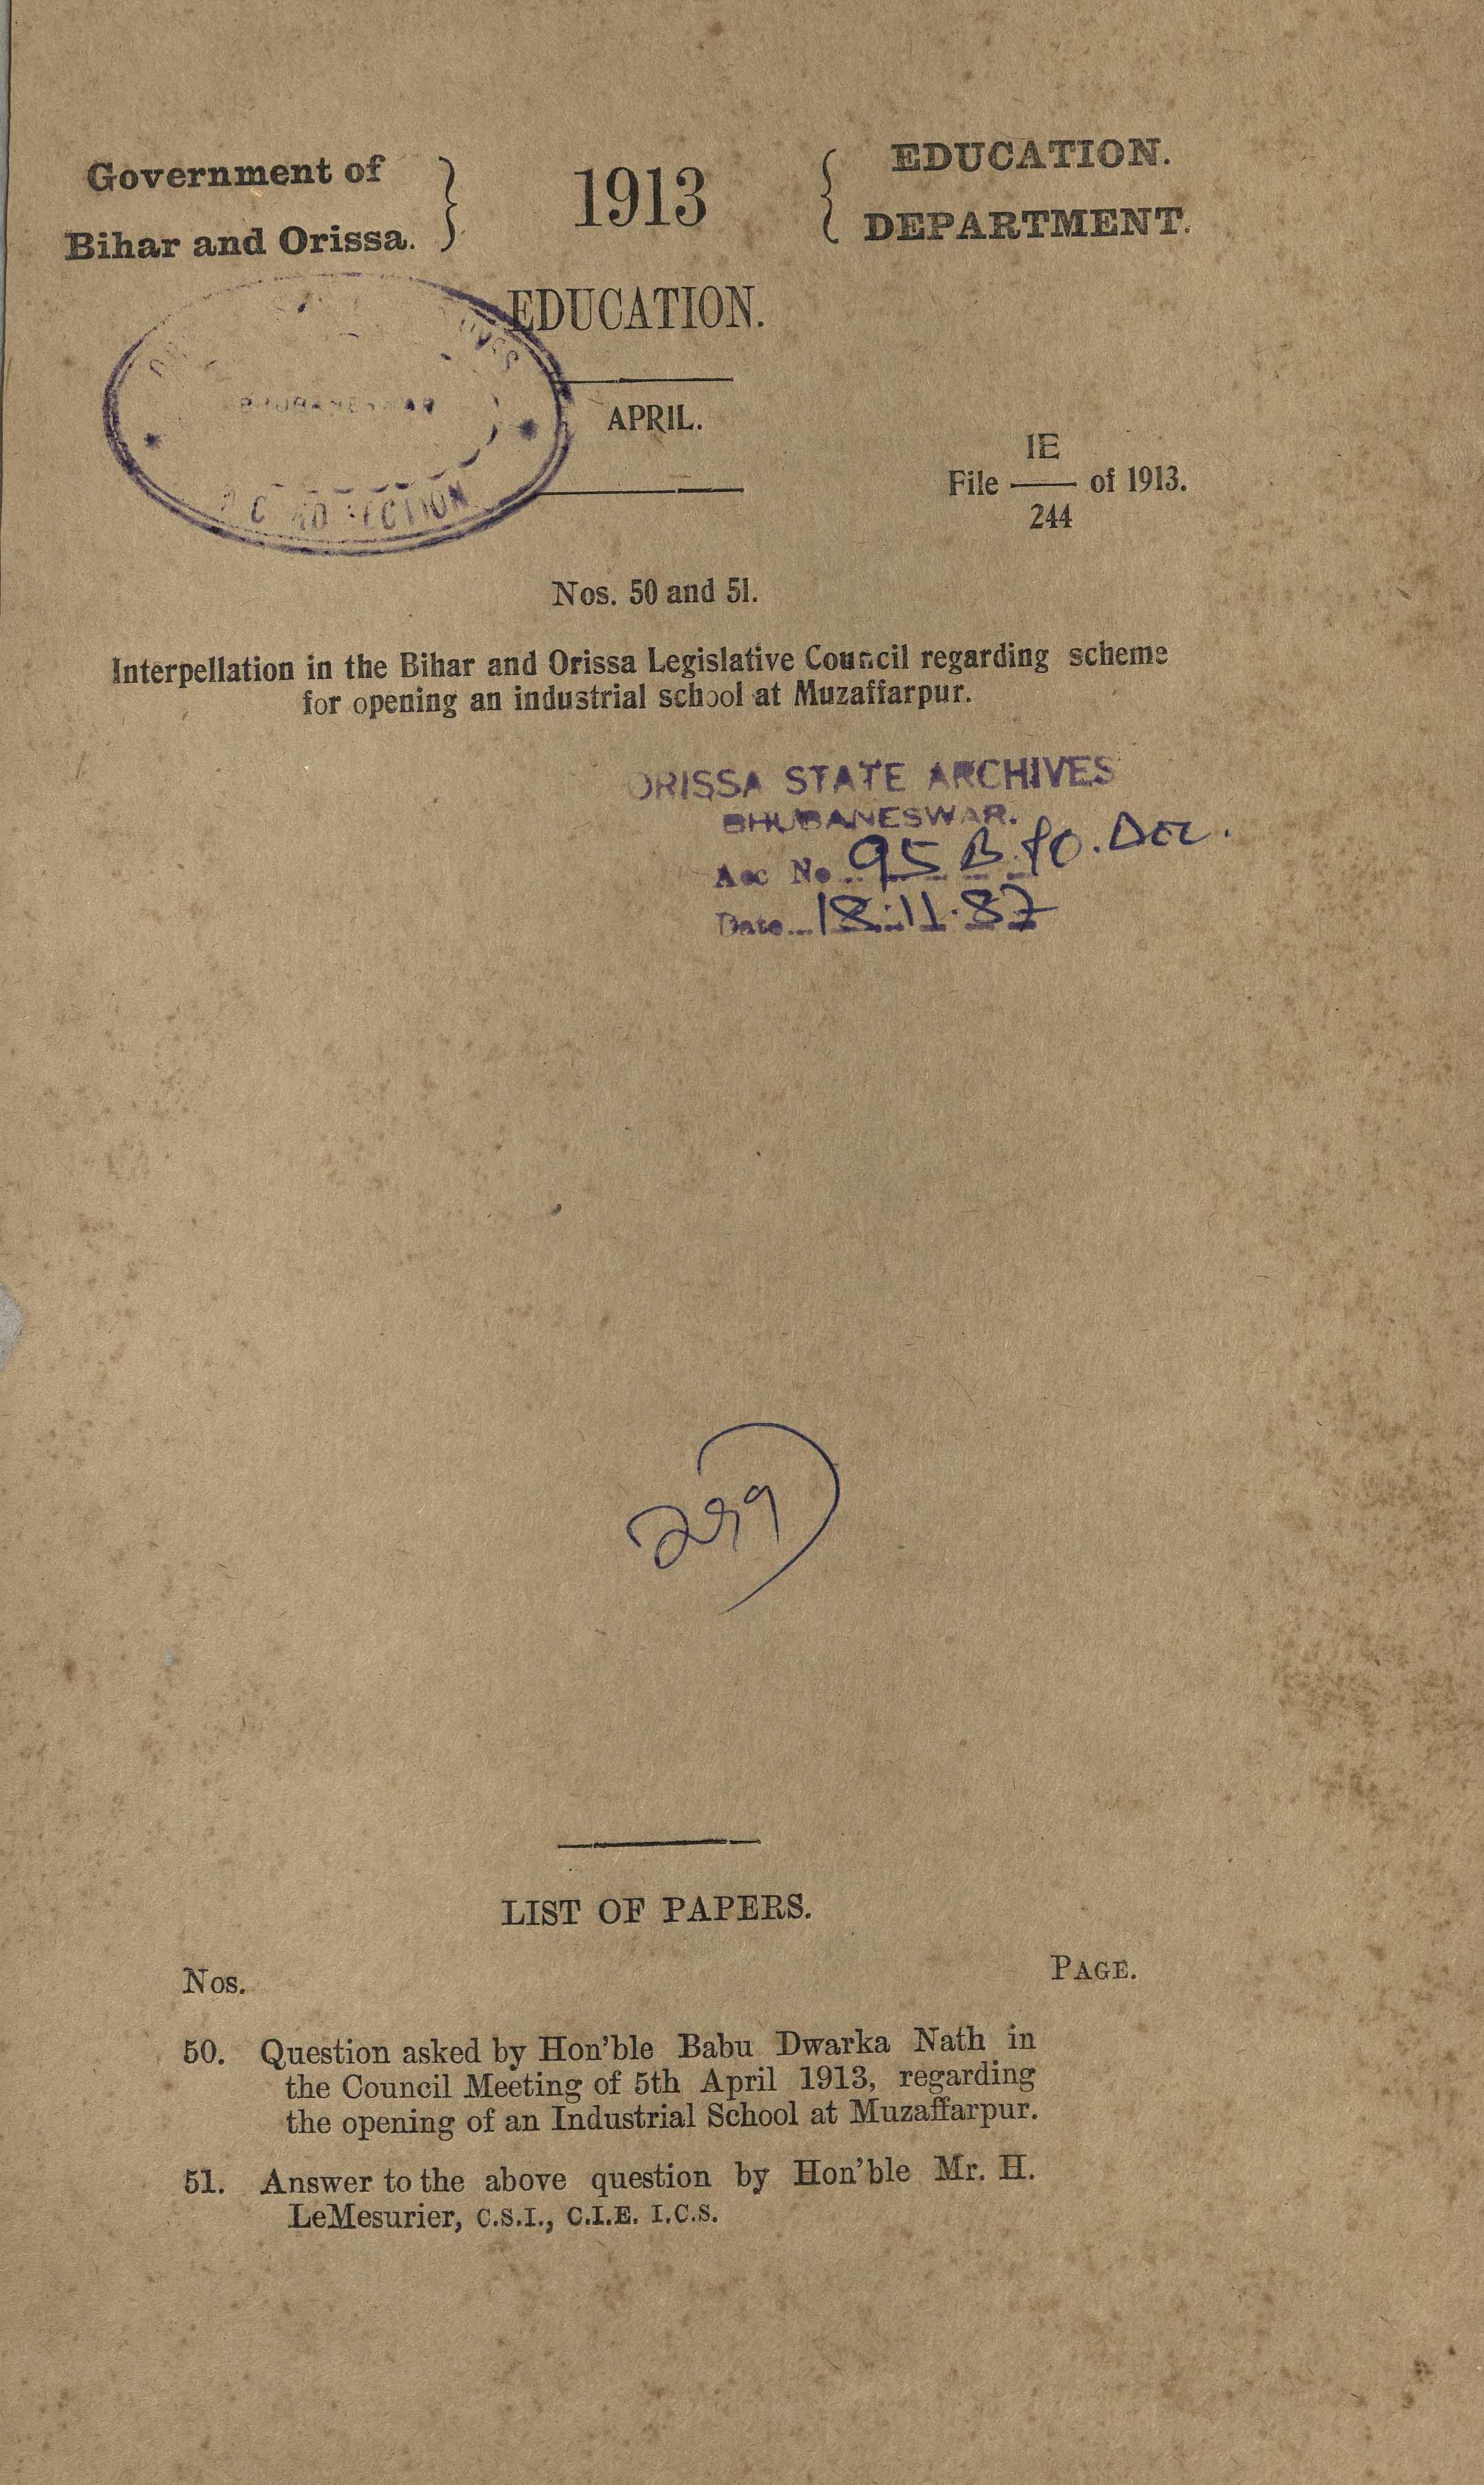 Government of
Bihar and Orissa.
1913
EDUCATION.
DEPARTMENT.
EDUCATION.
BHUBANESWAR
APRIL.
IE
File —— of 1913.
244
Nos. 50 and 51.
Interpellation in the Bihar and Orissa Legislative Council regarding scheme
for opening an industrial school at Muzaffarpur.
ORISSA STATE ARCHIVES
BHUBANESWAR.
Acc No 95 B
Date 18.11.87
LIST OF PAPERS.
Nos.
PAGE.
50. Question asked by Hon'ble Babu Dwarka Nath in
the Council Meeting of 5th April 1913, regarding
the opening of an Industrial School at Muzaffarpur.
51. Answer to the above question by Hon'ble Mr. H.
LeMesurier, C.S.I., C.I.E. I.C.S.